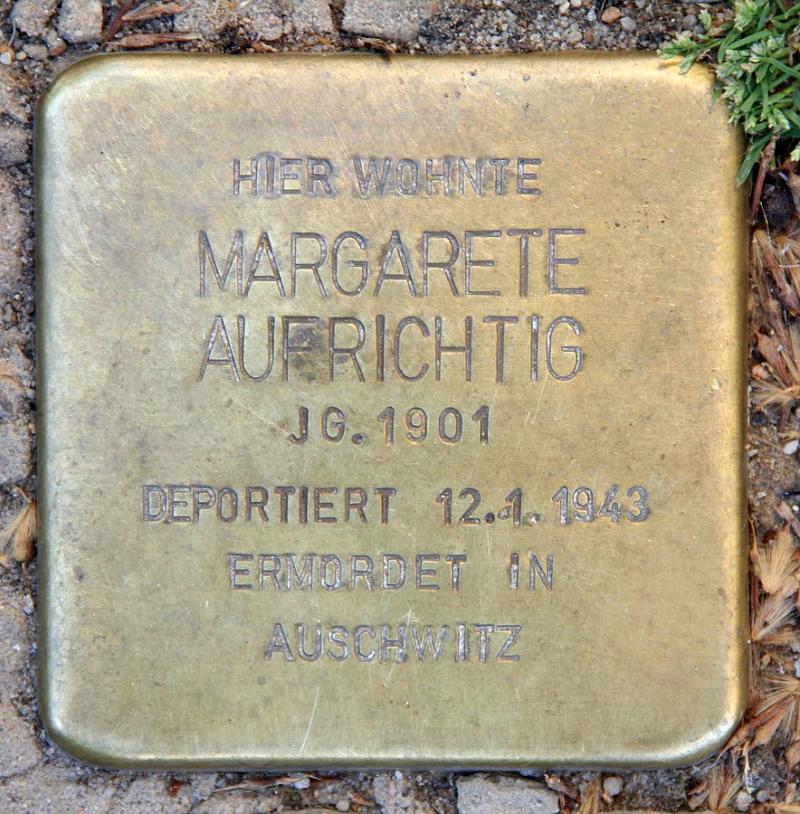 HIER WOHNTE
MARGARETE
AUFRICHTIG
JG. 1901
DEPORTIERT 12.1.1943
ERMORDET IN
AUSCHWITZ